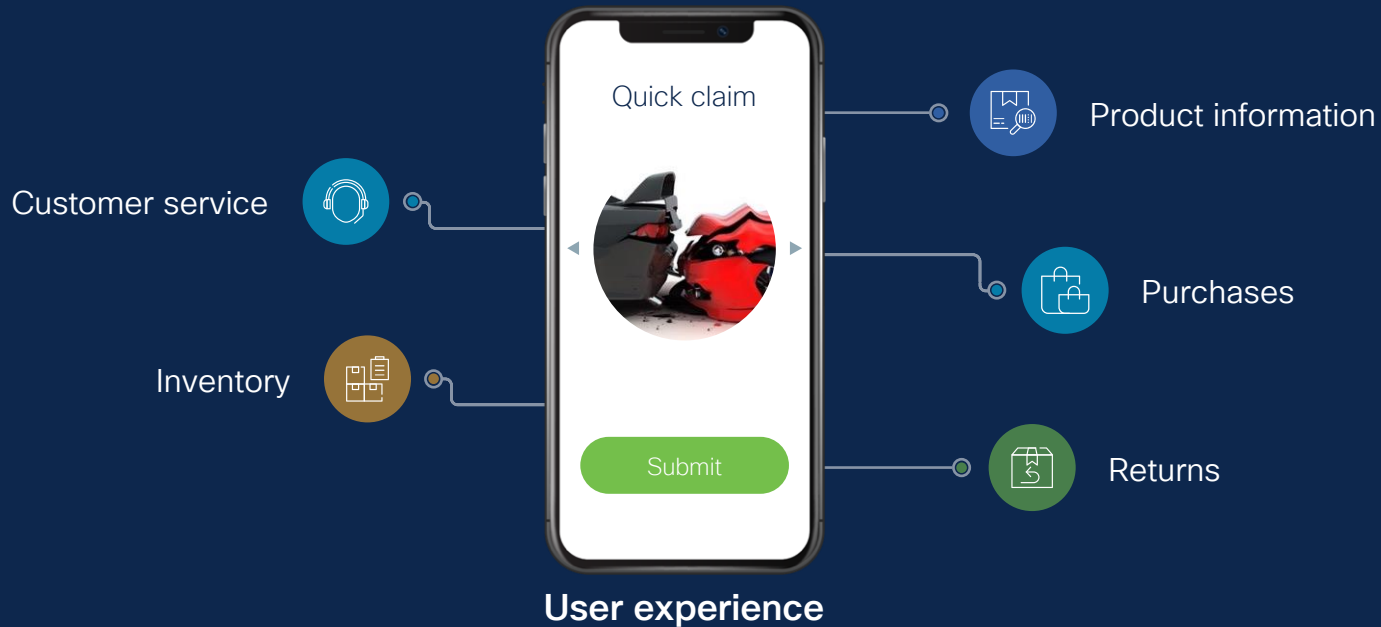 Quick claim
Customer service
Inventory
Submit
Product information
Purchases
Returns
User experience